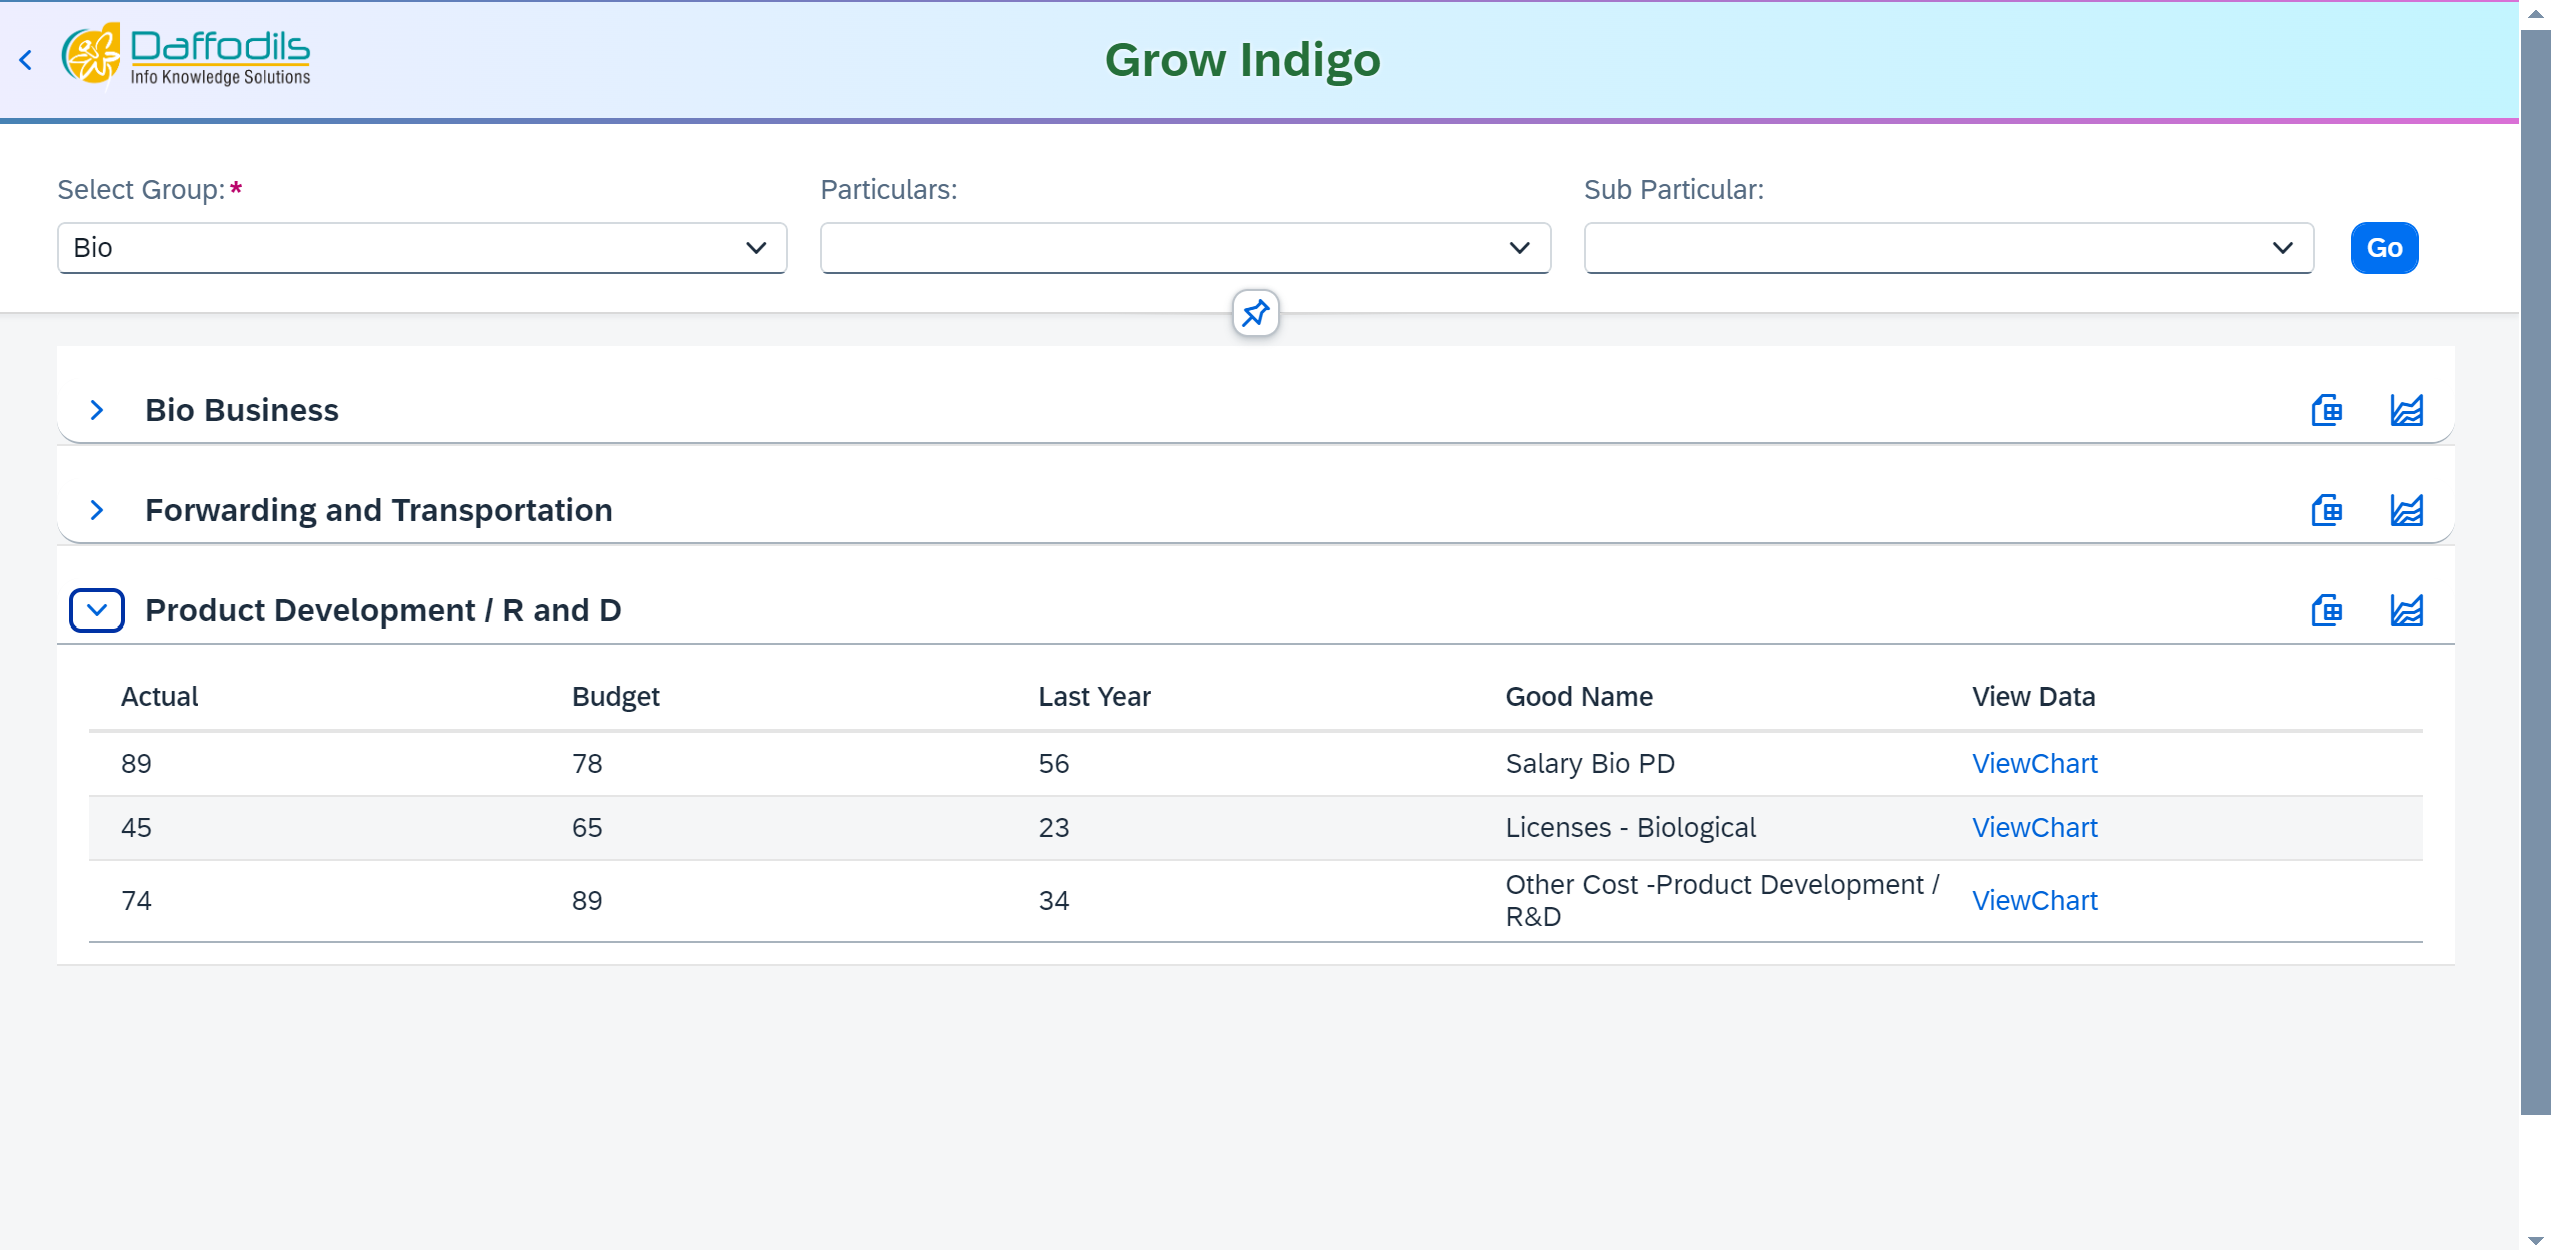 Daffodils
Info Knowledge Solutions
Grow Indigo
Select Group:* Particulars: Sub Particular:
Bio Go
Bio Business
Forwarding and Transportation
Product Development / R and D
Actual Budget Last Year Good Name View Data
89 78 56 Salary Bio PD ViewChart
45 65 23 Licenses - Biological ViewChart
74 89 34 Other Cost -Product Development / ViewChart
R&D